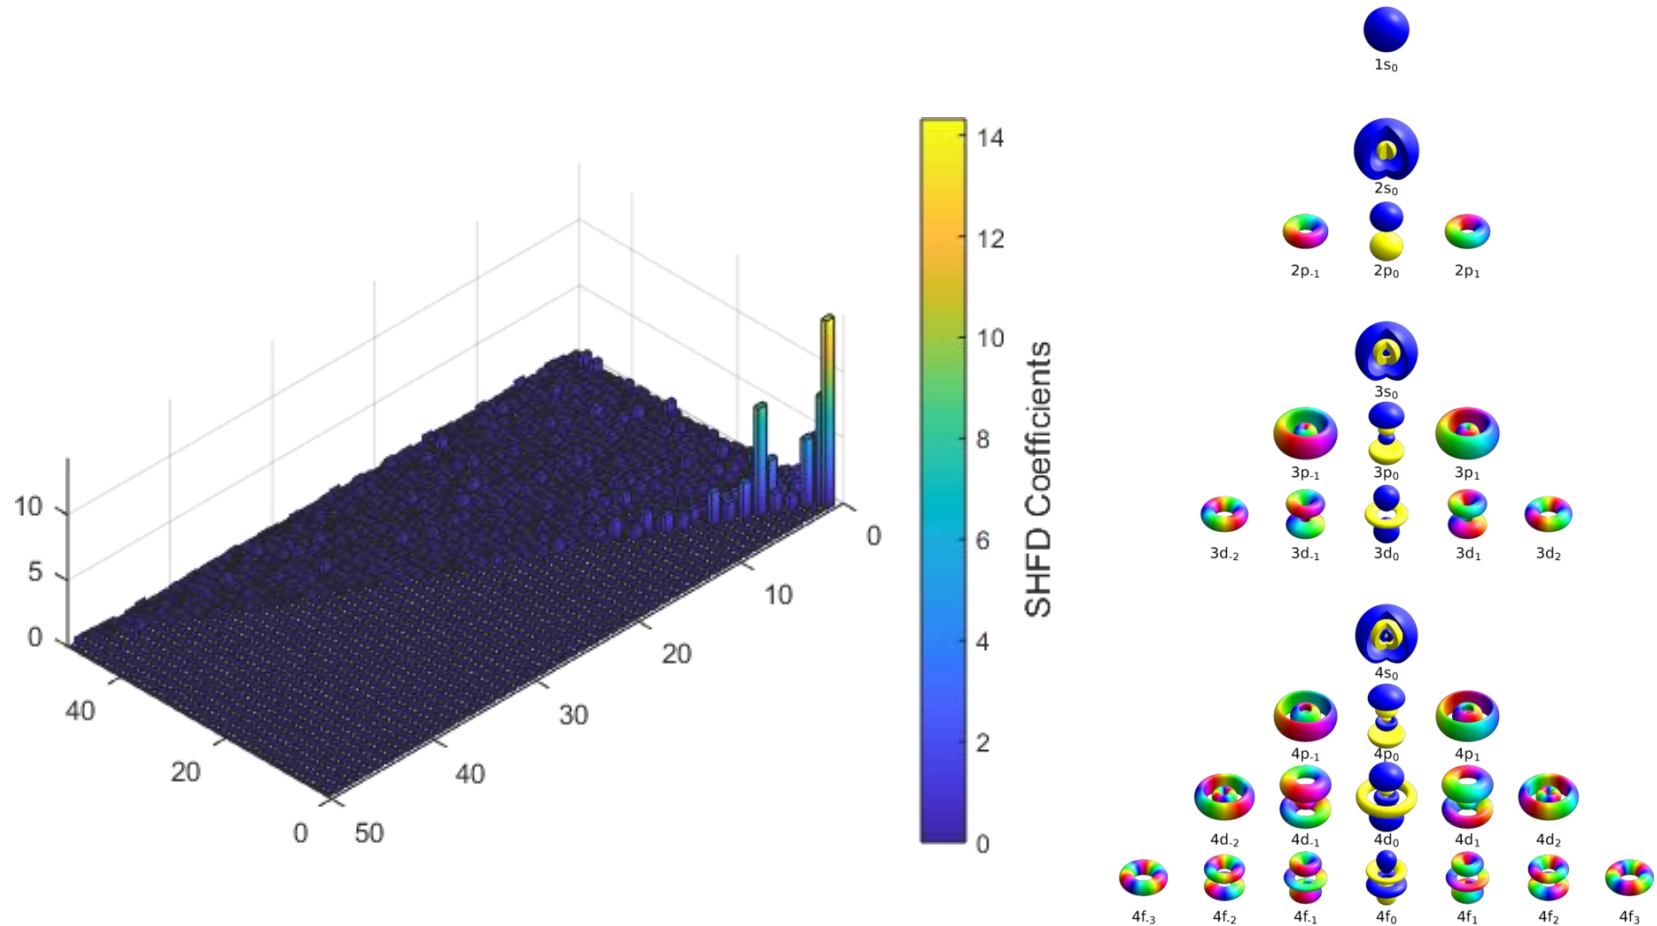 10
5
0
40
20
0
50
40
30
20
10
0
14
12
10
8
6
4
2
0
SHFD Coefficients
1s0
2s0
2p-1 2p0 2p1
3s0
3p-1 3p0 3p1
3d-2 3d-1 3d0 3d1 3d2
4s0
4p-1 4p0 4p1
4d-2 4d-1 4d0 4d1 4d2
4f-3 4f-2 4f-1 4f0 4f1 4f2 4f3